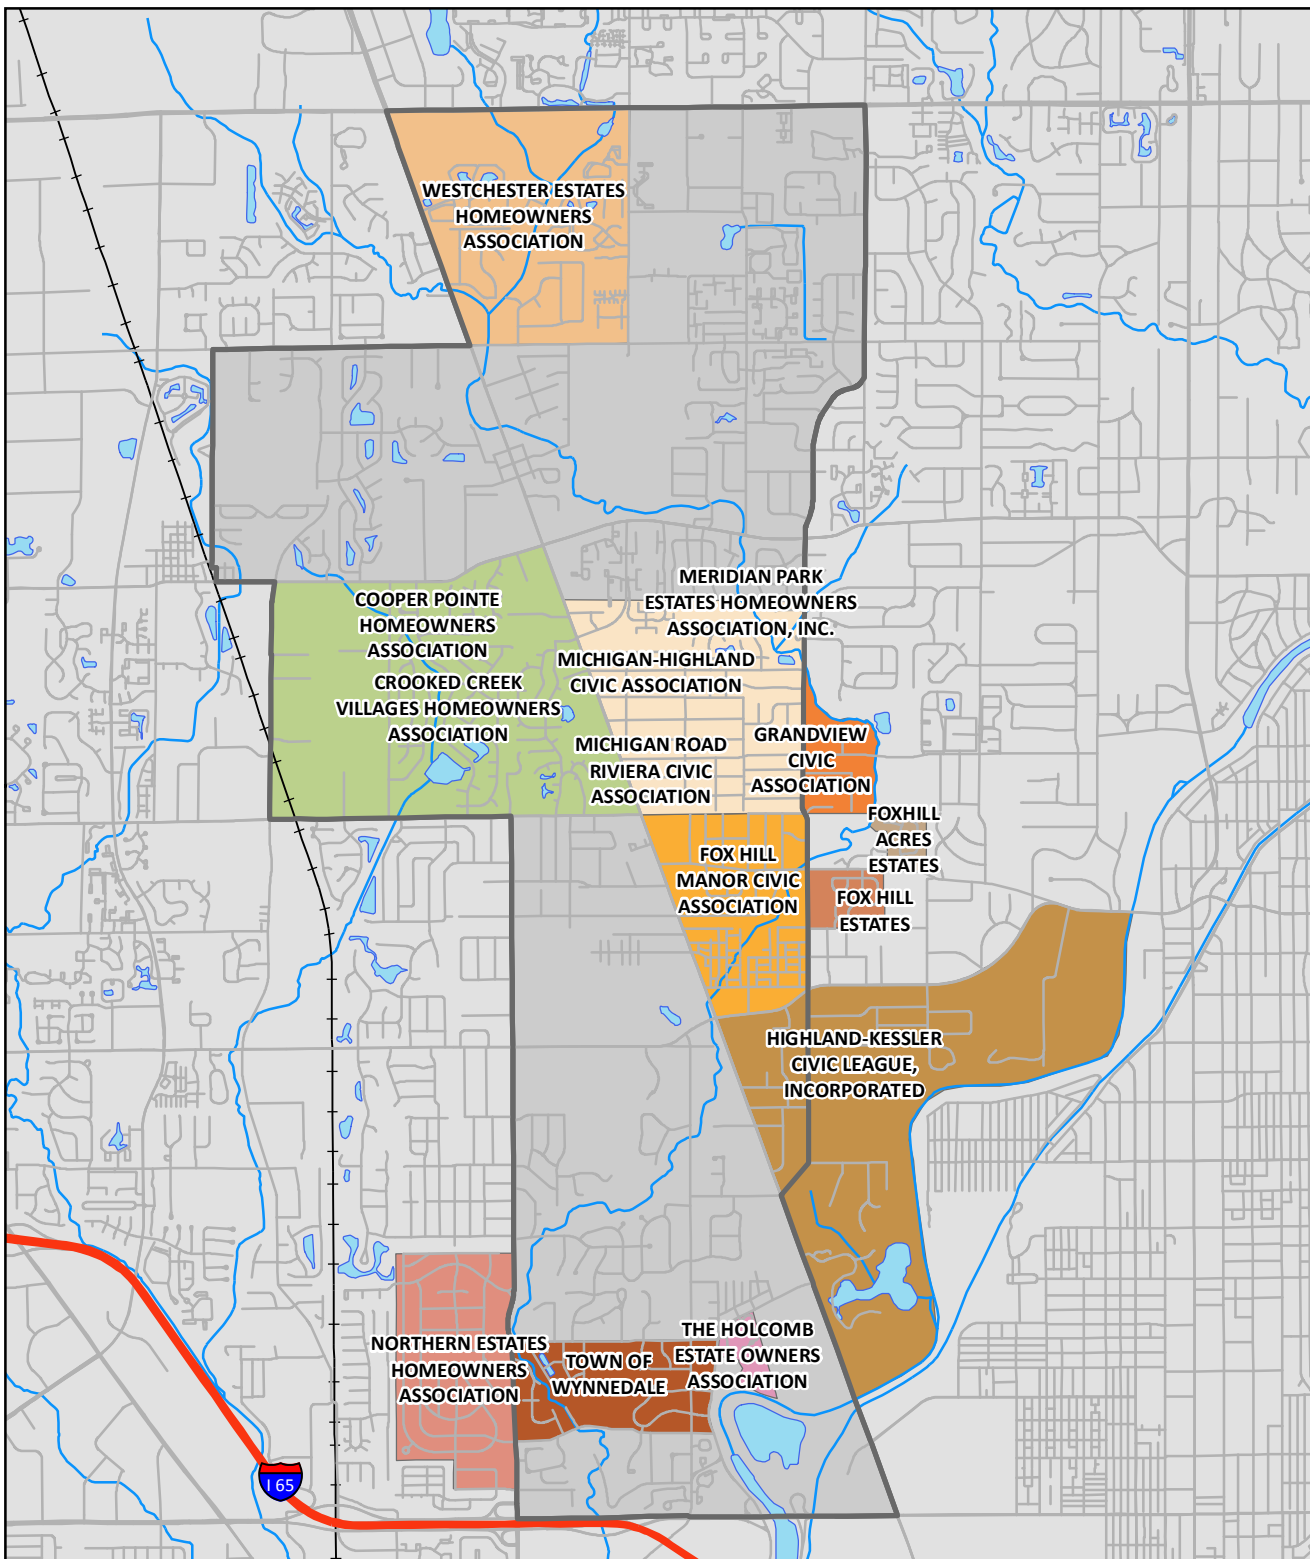 WESTCHESTER ESTATES
HOMEOWNERS
ASSOCIATION
MERIDIAN PARK
ESTATES HOMEOWNERS
ASSOCIATION, INC.
COOPER POINTE
HOMEOWNERS
ASSOCIATION
MICHIGAN-HIGHLAND
CIVIC ASSOCIATION
CROOKED CREEK
VILLAGES HOMEOWNERS
ASSOCIATION
MICHIGAN ROAD
RIVIERA CIVIC
ASSOCIATION
GRANDVIEW
CIVIC
ASSOCIATION
FOXHILL
ACRES
ESTATES
FOX HILL
MANOR CIVIC
ASSOCIATION
FOX HILL
ESTATES
HIGHLAND-KESSLER
CIVIC LEAGUE,
INCORPORATED
NORTHERN ESTATES
HOMEOWNERS
ASSOCIATION
TOWN OF
WYNNEDALE
THE HOLCOMB
ESTATE OWNERS
ASSOCIATION
I 65